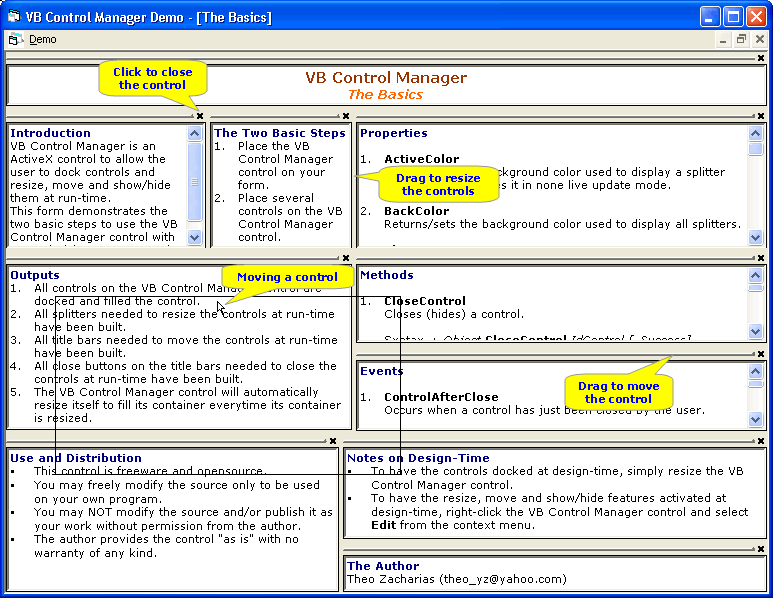 VB Control Manager Demo - [The Basics]
Demo
Click to close
the control
VB Control Manager
The Basics
Introduction
VB Control Manager is an
ActiveX control to allow the
user to dock controls and
resize, move and show/hide
them at run-time.
This form demonstrates the
two basic steps to use the VB
Control Manager control with
The Two Basic Steps
1. Place the VB
Control Manager
control on your
form.
2. Place several
controls on the VB
Control Manager
control.
Properties
1. ActiveColor
background color used to display a splitter
it in none live update mode.
2. BackColor
Returns/sets the background color used to display all splitters.
Drag to resize
the controls
Outputs
1. All controls on the VB Control are
docked and filled the control.
2. All splitters needed to resize the controls at run-time
have been built.
3. All title bars needed to move the controls at run-time
have been built.
4. All close buttons on the title bars needed to close the
controls at run-time have been built.
5. The VB Control Manager control will automatically
resize itself to fill its container everytime its container
is resized.
Moving a control
Methods
1. CloseControl
Closes (hides) a control.
Syntax : Object.CloseControl IdControl [, Success]
Events
1. ControlAfterClose
Occurs when a control has just been closed by the user.
Drag to move
the control
Use and Distribution
▪ This control is freeware and opensource.
▪ You may freely modify the source only to be used
on your own program.
▪ You may NOT modify the source and/or publish it as
your work without permission from the author.
▪ The author provides the control "as is" with no
warranty of any kind.
Notes on Design-Time
▪ To have the controls docked at design-time, simply resize the VB
Control Manager control.
▪ To have the resize, move and show/hide features activated at
design-time, right-click the VB Control Manager control and select
Edit from the context menu.
The Author
Theo Zacharias (theo_yz@yahoo.com)